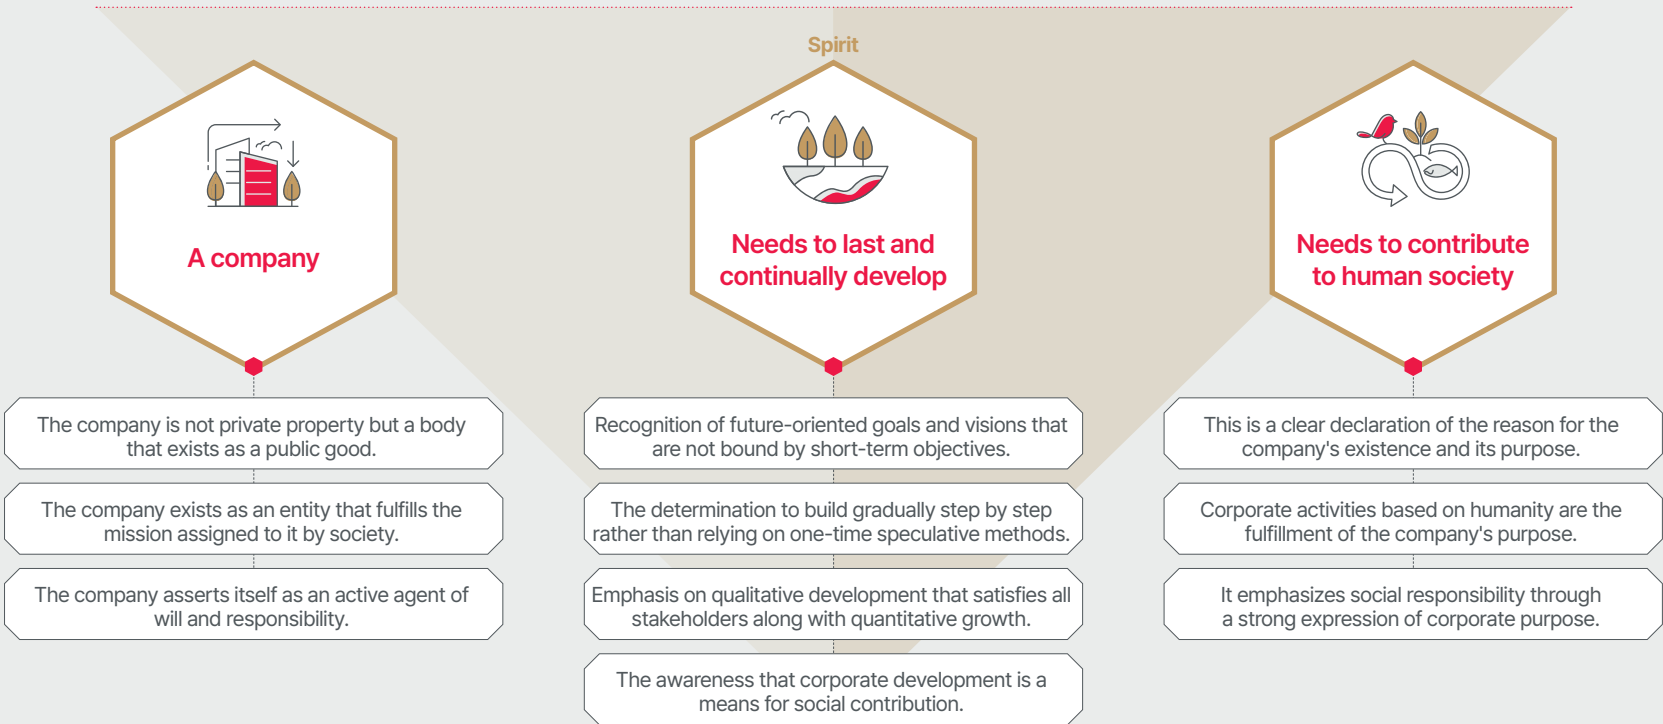 Spirit
A company
The company is not private property but a body
that exists as a public good.
The company exists as an entity that fulfills the
mission assigned to it by society.
The company asserts itself as an active agent of
will and responsibility.
Needs to last and
continually develop
Recognition of future-oriented goals and visions that
are not bound by short-term objectives.
The determination to build gradually step by step
rather than relying on one-time speculative methods.
Emphasis on qualitative development that satisfies all
stakeholders along with quantitative growth.
The awareness that corporate development is a
means for social contribution.
Needs to contribute
to human society
This is a clear declaration of the reason for the
company's existence and its purpose.
Corporate activities based on humanity are the
fulfillment of the company's purpose.
It emphasizes social responsibility through
a strong expression of corporate purpose.